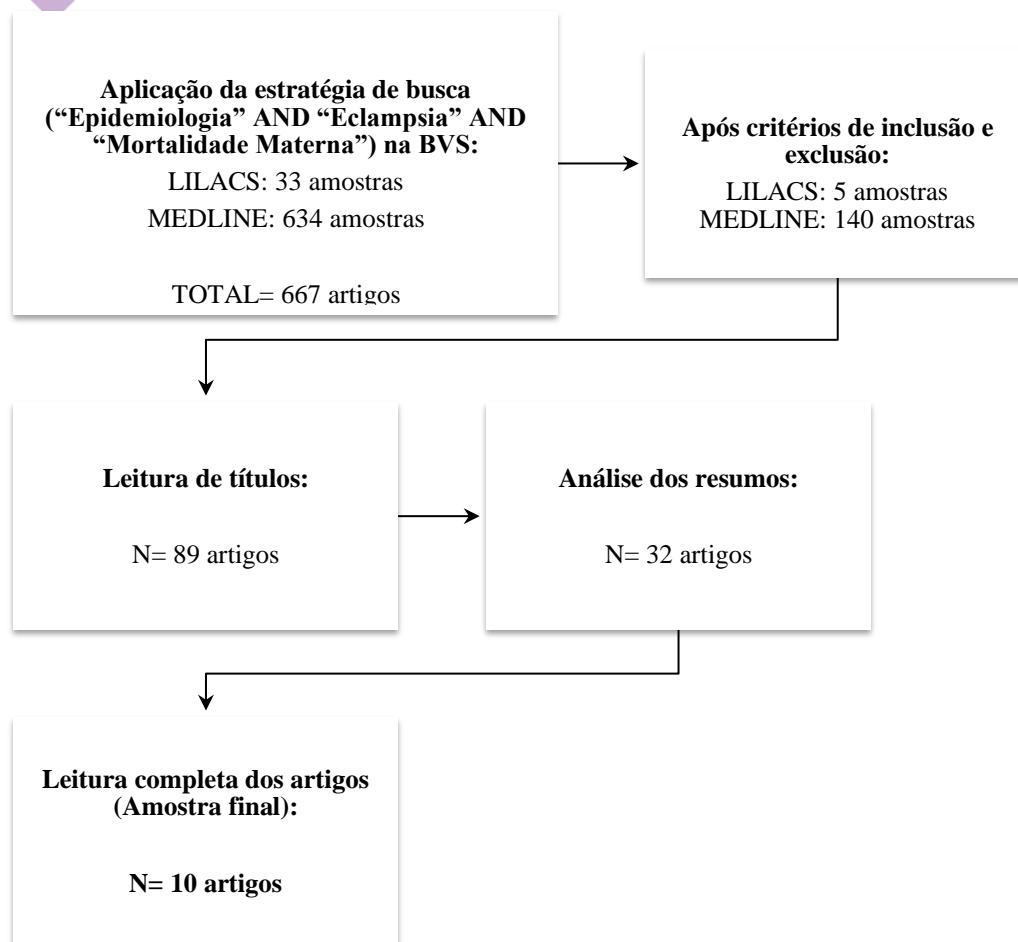 Aplicação da estratégia de busca
(“Epidemiologia” AND “Eclampsia” AND
“Mortalidade Materna”) na BVS:
LILACS: 33 amostras
MEDLINE: 634 amostras
TOTAL= 667 artigos
Após critérios de inclusão e
exclusão:
LILACS: 5 amostras
MEDLINE: 140 amostras
Leitura de títulos:
N= 89 artigos
Análise dos resumos:
N= 32 artigos
Leitura completa dos artigos
(Amostra final):
N= 10 artigos